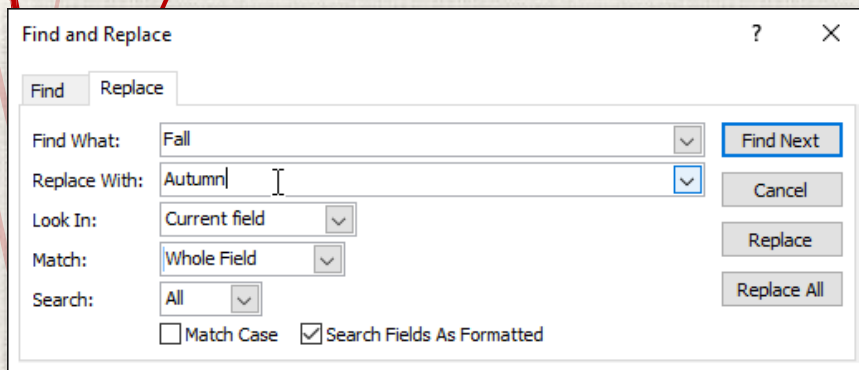 Find and Replace ?
Find Replace
Find What: Fall Find Next
Replace With: Autumn Cancel
Look In: Current field
Match: Whole Field Replace
Search: All Replace All
Match Case Search Fields As Formatted